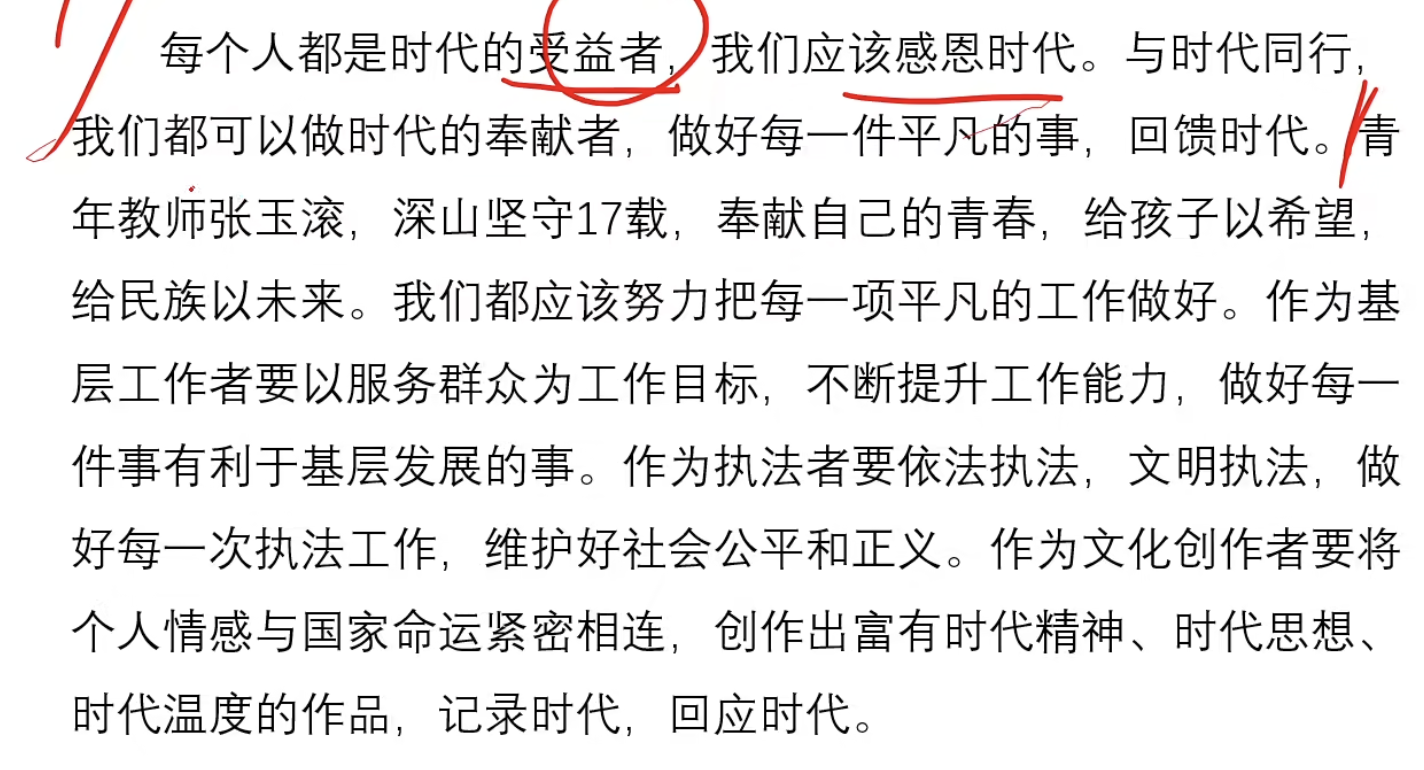 每个人都是时代的受益者，我们应该感恩时代。与时代同行，
我们都可以做时代的奉献者，做好每一件平凡的事，回馈时代。青
年教师张玉滚，深山坚守17载，奉献自己的青春，给孩子以希望，
给民族以未来。我们都应该努力把每一项平凡的工作做好。作为基
层工作者要以服务群众为工作目标，不断提升工作能力，做好每一
件事有利于基层发展的事。作为执法者要依法执法，文明执法，做
好每一次执法工作，维护好社会公平和正义。作为文化创作者要将
个人情感与国家命运紧密相连，创作出富有时代精神、时代思想、
时代温度的作品，记录时代，回应时代。